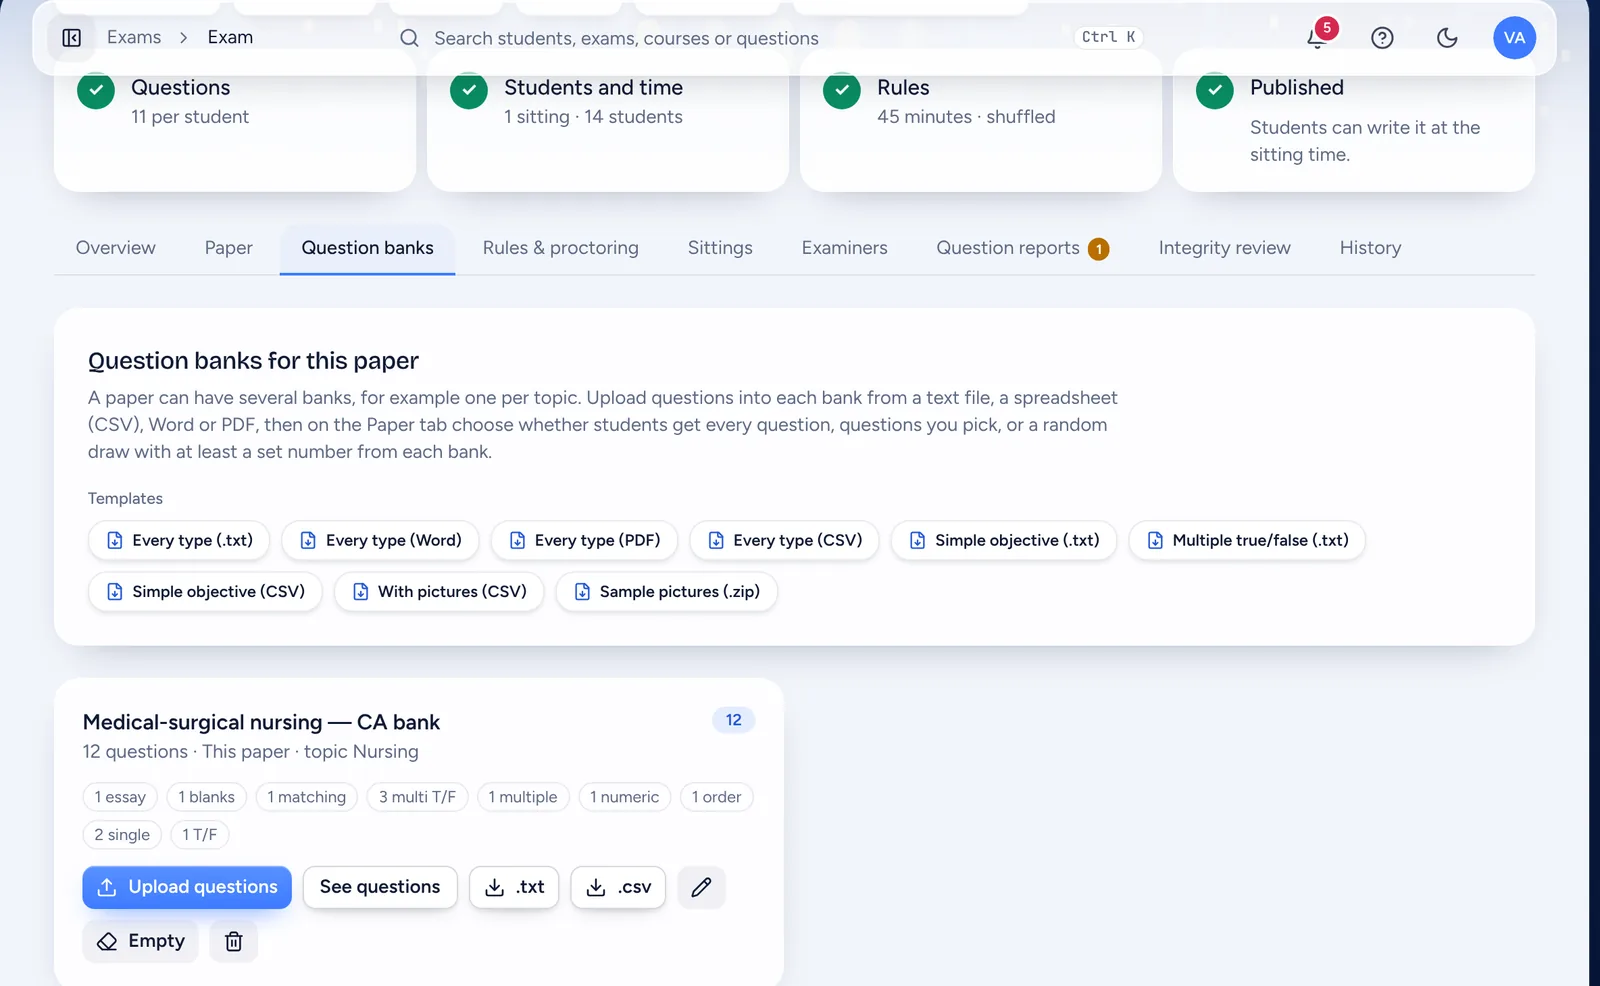 Exams > Exam
Search students, exams, courses or questions
Ctrl K
5
VA
Questions
11 per student
Students and time
1 sitting · 14 students
Rules
45 minutes · shuffled
Published
Students can write it at the
sitting time.
Overview
Paper
Question banks
Rules & proctoring
Sittings
Examiners
Question reports 1
Integrity review
History
Question banks for this paper
A paper can have several banks, for example one per topic. Upload questions into each bank from a text file, a spreadsheet
(CSV), Word or PDF, then on the Paper tab choose whether students get every question, questions you pick, or a random
draw with at least a set number from each bank.
Templates
Every type (.txt)
Every type (Word)
Every type (PDF)
Every type (CSV)
Simple objective (.txt)
Multiple true/false (.txt)
Simple objective (CSV)
With pictures (CSV)
Sample pictures (.zip)
Medical-surgical nursing — CA bank
12
12 questions · This paper · topic Nursing
1 essay
1 blanks
1 matching
3 multi T/F
1 multiple
1 numeric
1 order
2 single
1 T/F
Upload questions
See questions
.txt
.csv
Empty